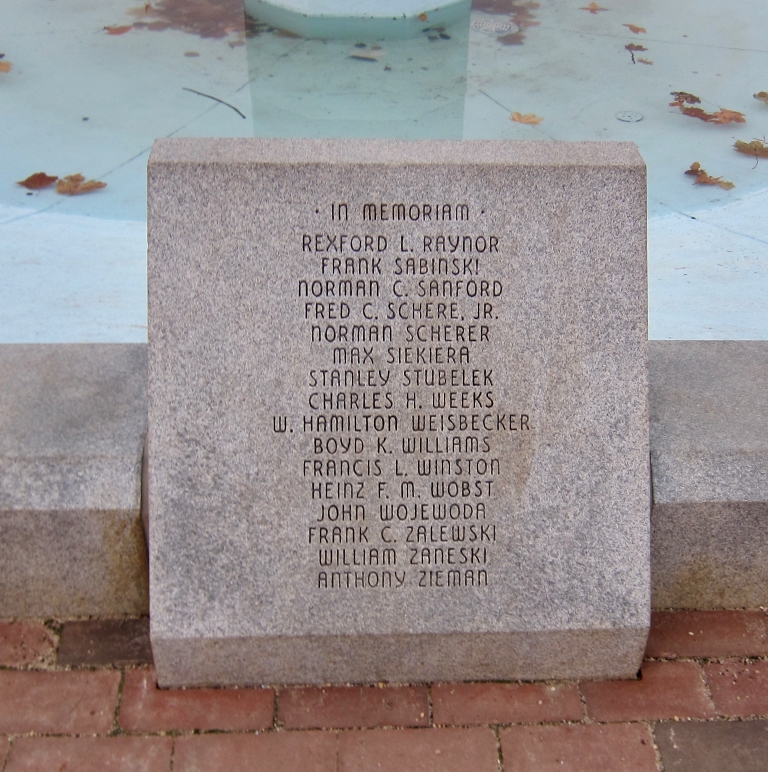 · IN MEMORIAM ·
REXFORD L. RAYNOR
FRANK SABINSKI
NORMAN C. SANFORD
FRED C. SCHERE, JR.
NORMAN SCHERER
MAX SIEKIERA
STANLEY STUBELEK
CHARLES H. WEEKS
W. HAMILTON WEISBECKER
BOYD K. WILLIAMS
FRANCIS L. WINSTON
HEINZ F. M. WOBST
JOHN WOJEWODA
FRANK C. ZALEWSKI
WILLIAM ZANESKI
ANTHONY ZIEMAN